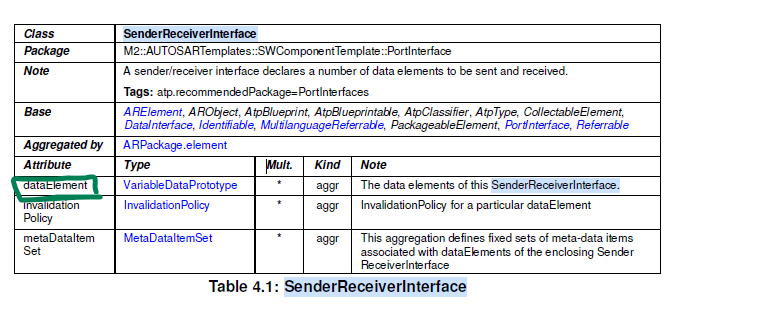 Class SenderReceiverInterface
Package M2::AUTOSARTemplates::SWComponentTemplate::PortInterface
Note A sender/receiver interface declares a number of data elements to be sent and received.
Tags: atp.recommendedPackage=PortInterfaces
Base ARElement, ARObject, AtpBlueprint, AtpBlueprintable, AtpClassifier, AtpType, CollectableElement,
DataInterface, Identifiable, MultilanguageReferrable, PackageableElement, PortInterface, Referrable
Aggregated by ARPackage.element
Attribute Type Mult. Kind Note
dataElement VariableDataPrototype * aggr The data elements of this SenderReceiverInterface.
Invalidation InvalidationPolicy * aggr InvalidationPolicy for a particular dataElement
Policy
metaDataItem MetaDataItemSet * aggr This aggregation defines fixed sets of meta-data items
Set associated with dataElements of the enclosing Sender
ReceiverInterface
Table 4.1: SenderReceiverInterface